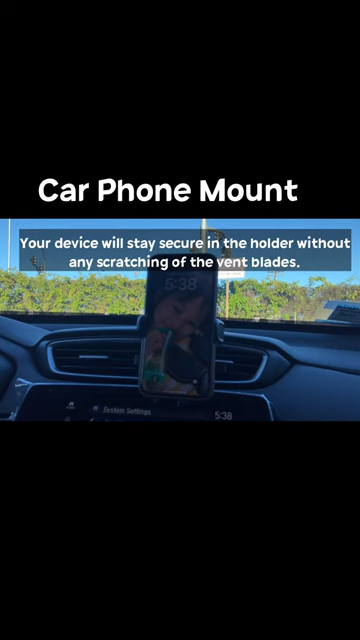 Car Phone Mount
Your device will stay secure in the holder without
any scratching of the vent blades.
5:38
System Settings
5:38